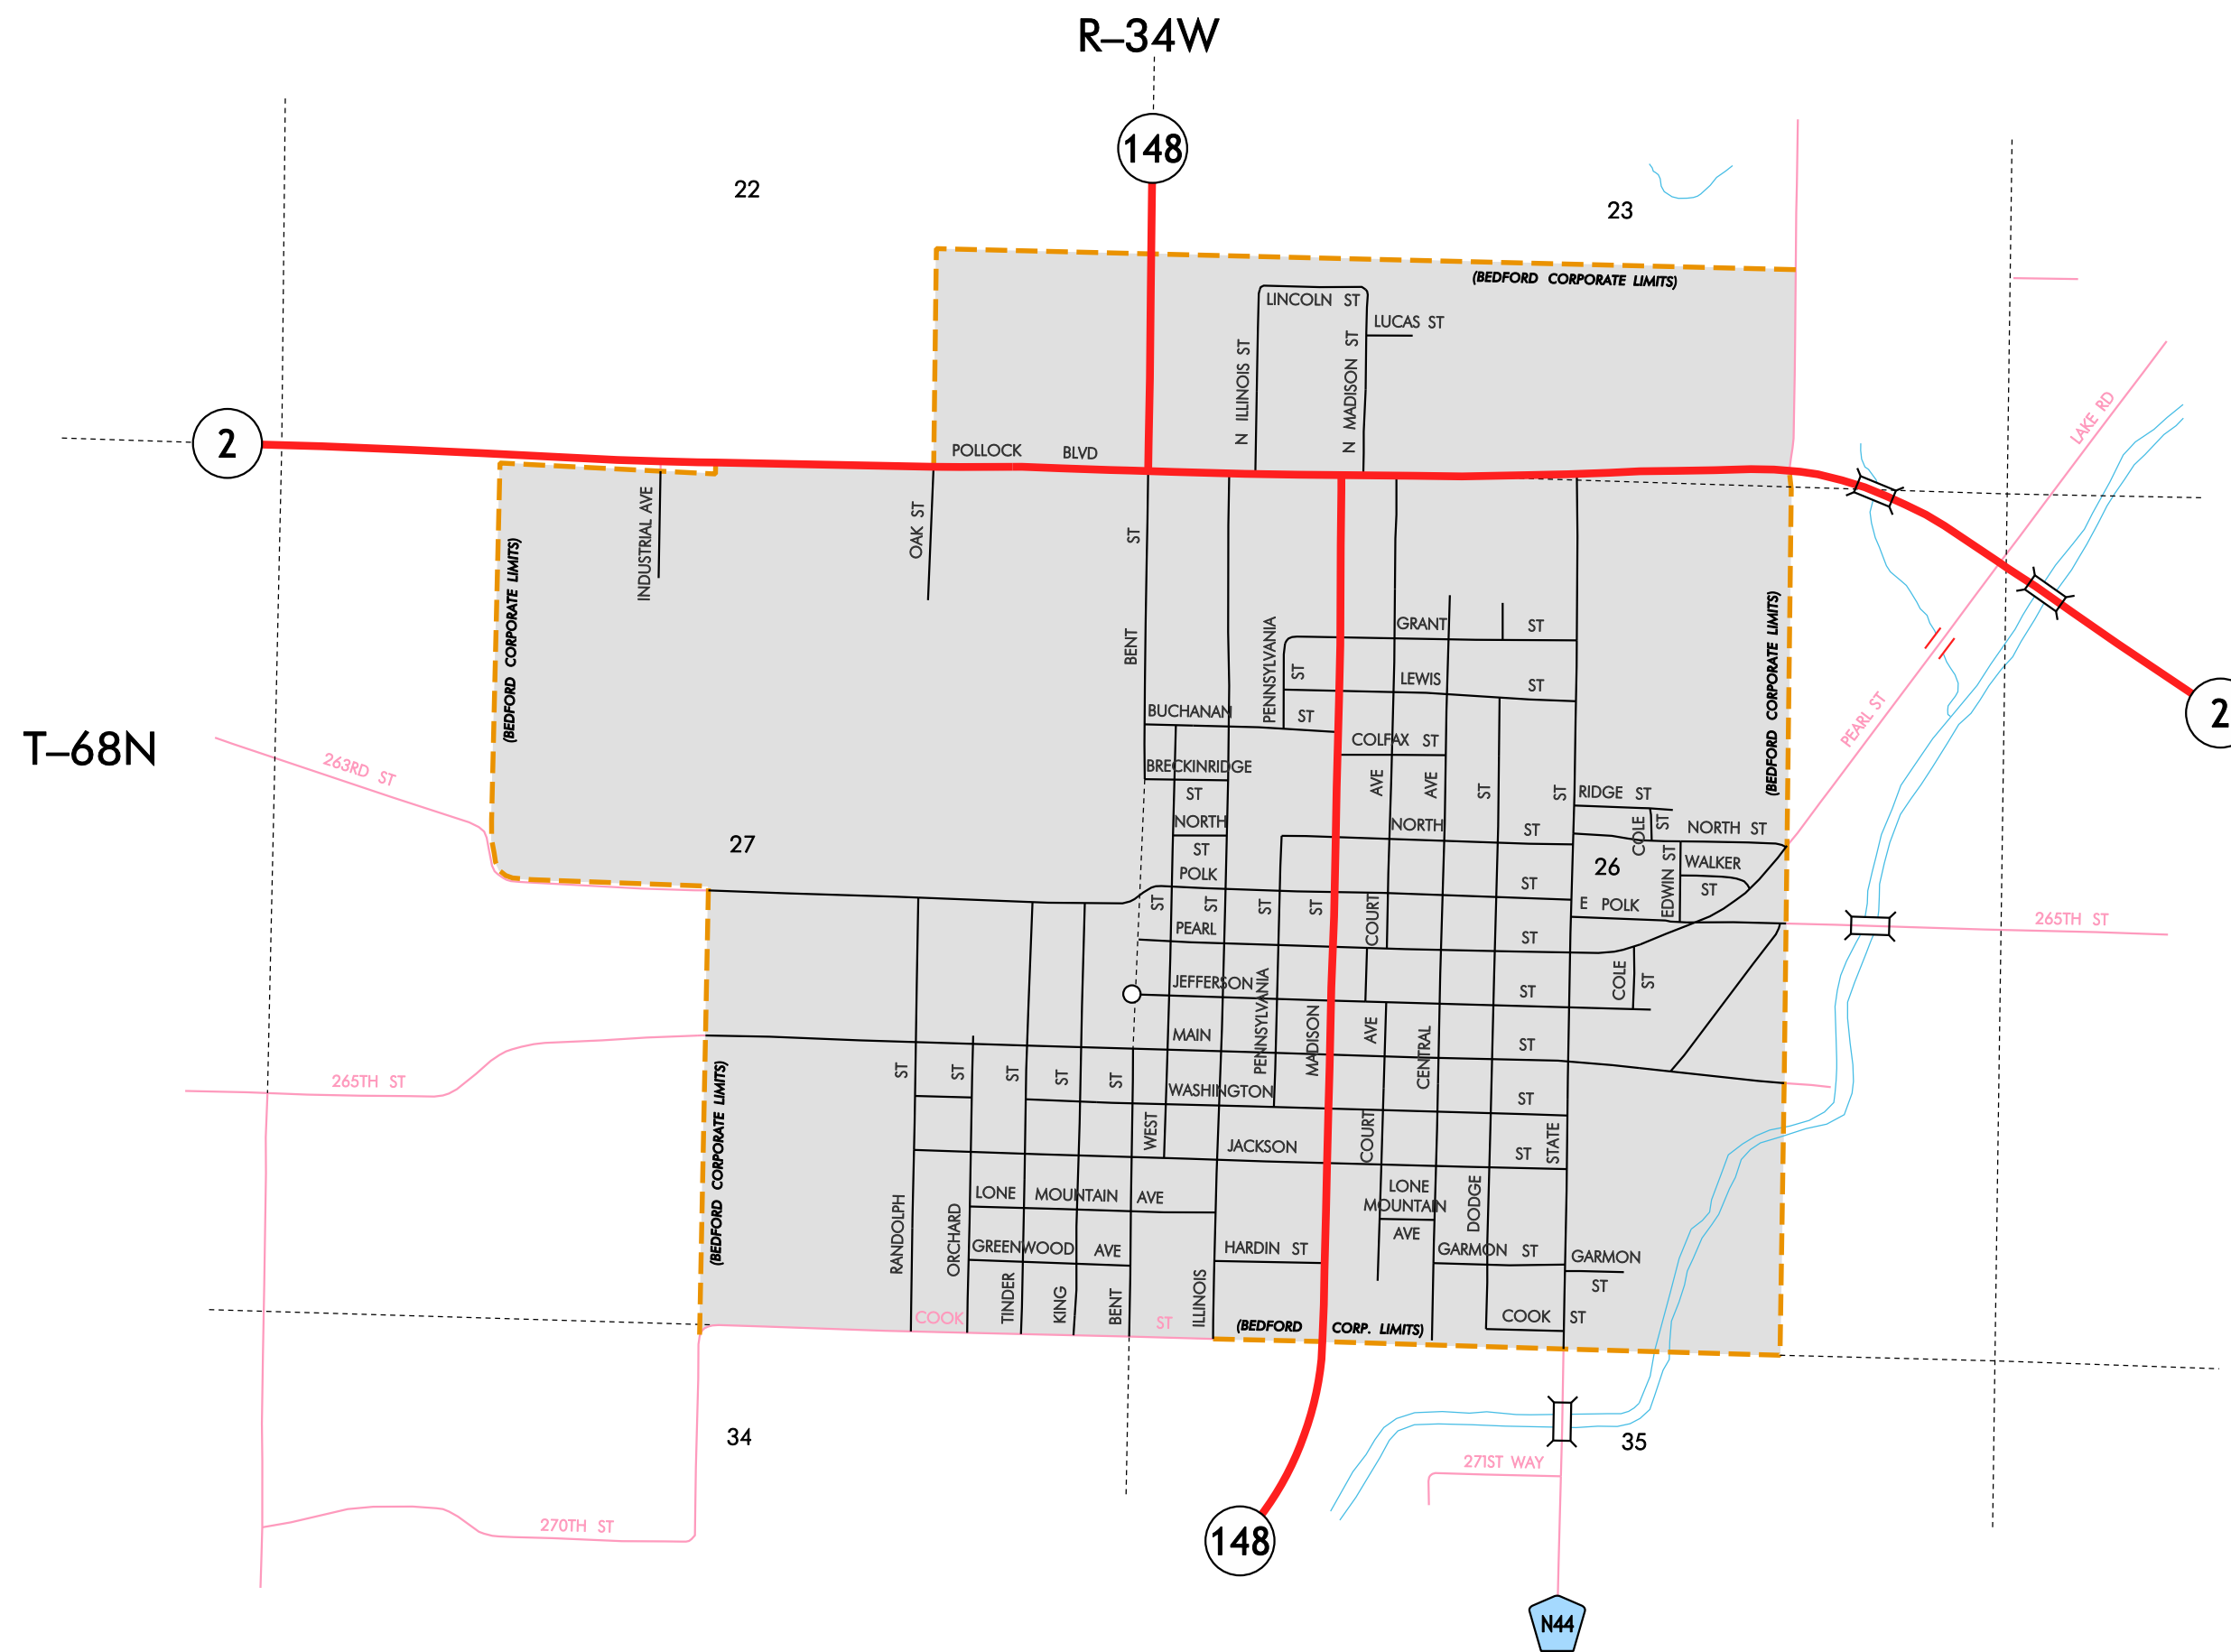 R–34W
148
22
23
(BEDFORD CORPORATE LIMITS)
LINCOLN ST
LUCAS ST
N ILLINOIS ST
N MADISON ST
2
POLLOCK BLVD
LAKE RD
INDUSTRIAL AVE
OAK ST
BENT ST
(BEDFORD CORPORATE LIMITS)
(BEDFORD CORPORATE LIMITS)
PENNSYLVANIA ST
GRANT ST
LEWIS ST
2
T–68N
263RD ST
BUCHANAN ST
COLFAX ST
PEARL ST
BRECKINRIDGE
ST
AVE
AVE
ST
ST
RIDGE ST
COLE ST
NORTH
ST
NORTH ST
NORTH ST
27
26
EDWIN ST
WALKER
ST
POLK ST
E POLK
ST
ST
ST
ST
COURT
PEARL ST
265TH ST
JEFFERSON ST
COLE ST
PENNSYLVANIA
MADISON
AVE
CENTRAL
MAIN ST
265TH ST
ST
ST
ST
ST
ST
WASHINGTON ST
(BEDFORD CORPORATE LIMITS)
WEST
COURT
STATE
JACKSON ST
LONE MOUNTAIN AVE
LONE
MOUNTAIN
AVE
DODGE
RANDOLPH
ORCHARD
GREENWOOD AVE
HARDIN ST
GARMON ST
GARMON
ST
TINDER
KING
BENT
ILLINOIS
COOK ST
(BEDFORD CORP. LIMITS)
COOK ST
34
35
271ST WAY
270TH ST
148
N44